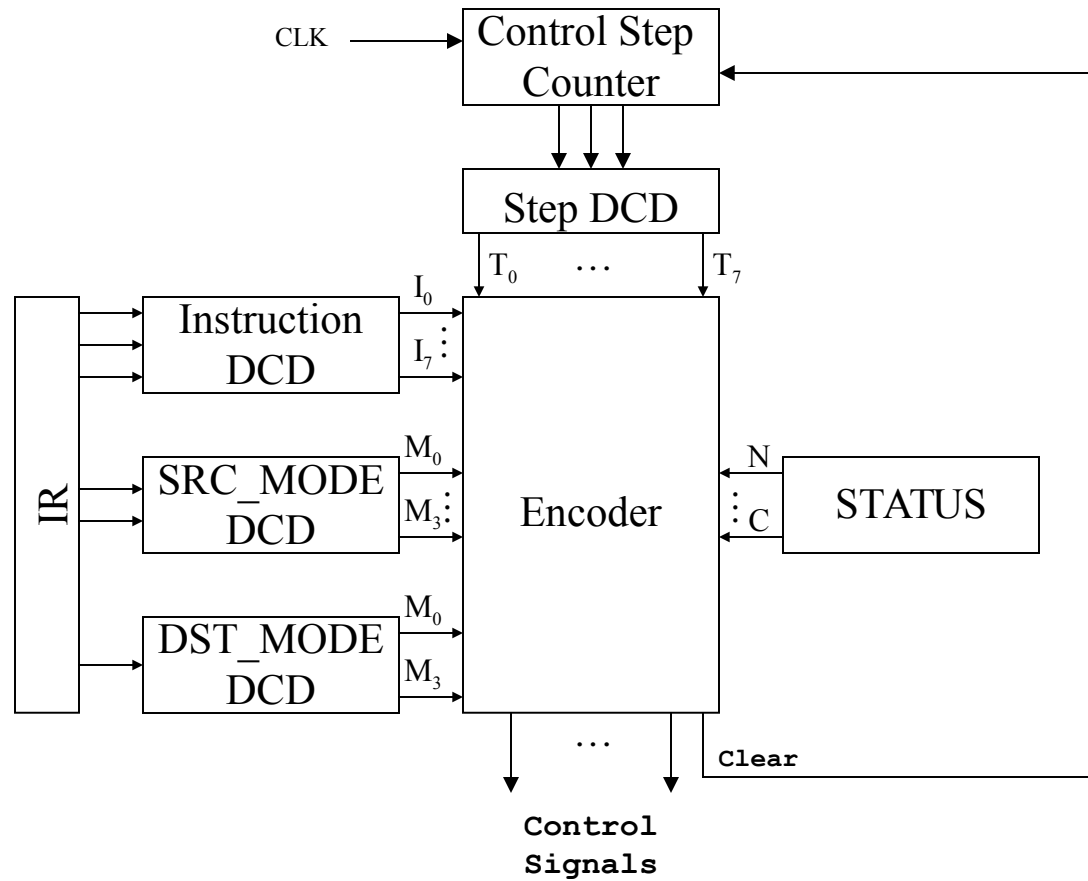 CLK
Control Step
Counter
Step DCD
T₀
…
T₇
IR
Instruction
DCD
I₀
⋮
I₇
SRC_MODE
DCD
M₀
M₃
⋮
DST_MODE
DCD
M₀
M₃
Encoder
N
⋮
C
STATUS
…
Clear
Control
Signals